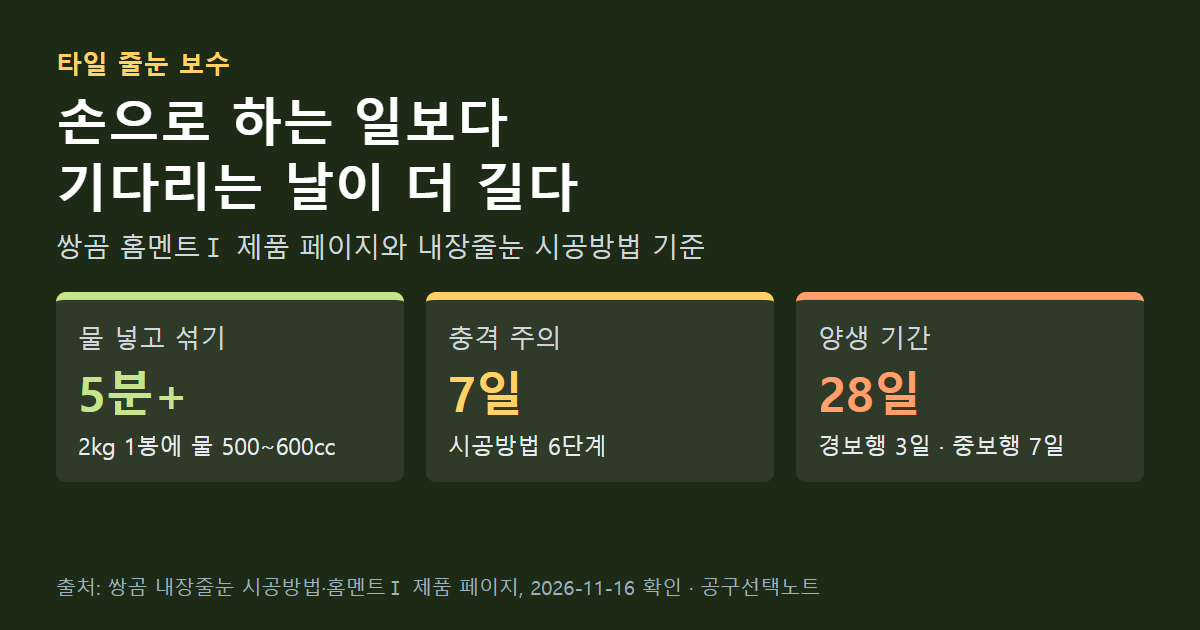 타일 줄눈 보수
손으로 하는 일보다
기다리는 날이 더 길다
쌍곰 홈멘트Ⅰ 제품 페이지와 내장줄눈 시공방법 기준
물 넣고 섞기
5분+
2kg 1봉에 물 500~600cc
충격 주의
7일
시공방법 6단계
양생 기간
28일
경보행 3일 · 중보행 7일
출처: 쌍곰 내장줄눈 시공방법·홈멘트Ⅰ 제품 페이지, 2026-11-16 확인 · 공구선택노트